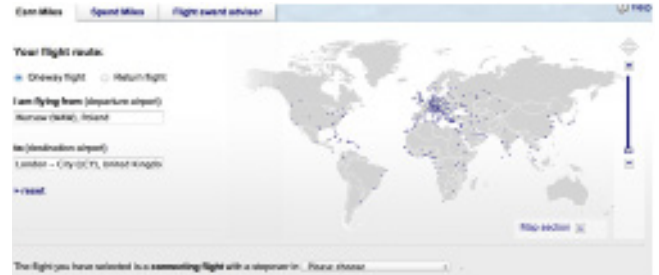 Earn Miles Spend Miles Flight award advisor
Help
Your flight route:
Oneway flight Return flight
I am flying from (departure airport)
Warsaw (WAW), Poland
to: (destination airport)
London - City (LCY), United Kingdo
reset
Map section
The flight you have selected is a connecting flight with a stopover in Please choose